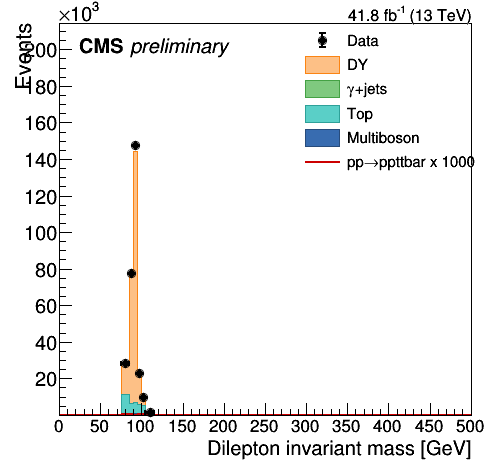 ×10³
41.8 fb⁻¹ (13 TeV)
CMS preliminary
Events
Data
DY
γ+jets
Top
Multiboson
pp→ppttbar x 1000
200
180
160
140
120
100
80
60
40
20
0 50 100 150 200 250 300 350 400 450 500
Dilepton invariant mass [GeV]